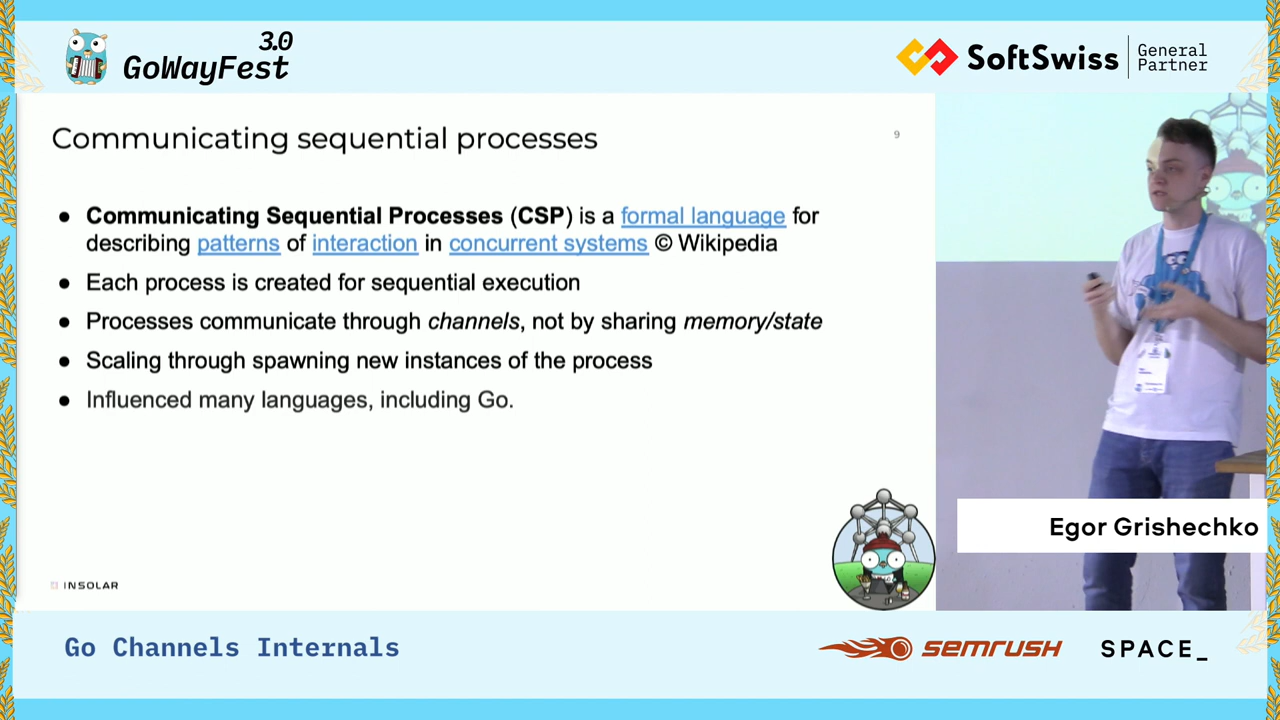 3.0
GoWayFest
SoftSwiss
General
Partner
Communicating sequential processes
9
● Communicating Sequential Processes (CSP) is a formal language for
describing patterns of interaction in concurrent systems © Wikipedia
● Each process is created for sequential execution
● Processes communicate through channels, not by sharing memory/state
● Scaling through spawning new instances of the process
● Influenced many languages, including Go.
Egor Grishechko
INSOLAR
Go Channels Internals
semrush
SPACE_